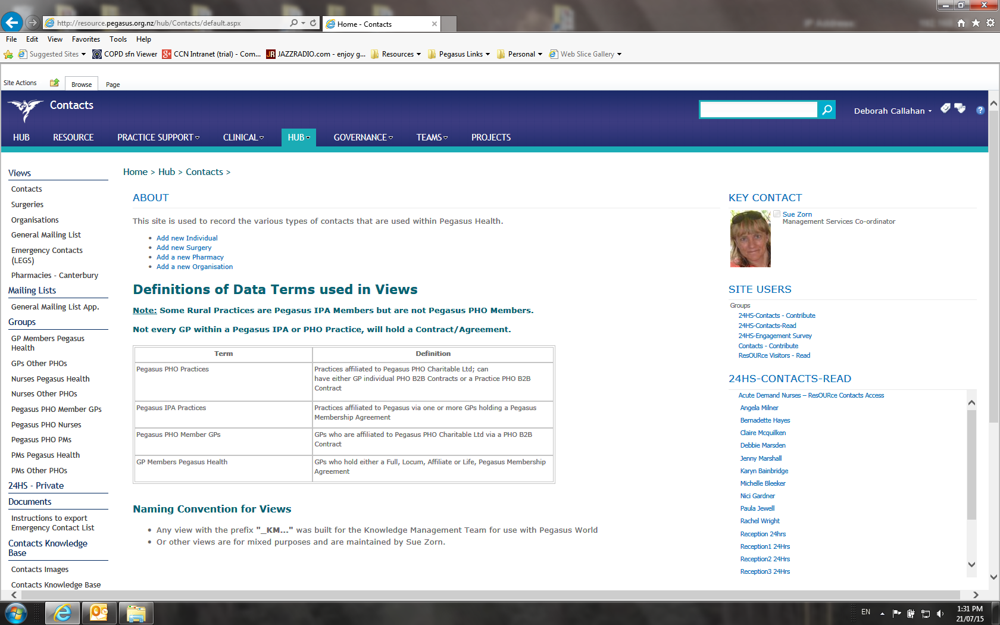 http://resource.pegasus.org.nz/hub/Contacts/default.aspx
Home - Contacts
File Edit View Favorites Tools Help
Suggested Sites COPD sfn Viewer CCN Intranet (trial) - Com... JAZZRADIO.com - enjoy g... Resources Pegasus Links Personal Web Slice Gallery
Site Actions Browse Page
Contacts
Deborah Callahan
HUB RESOURCE PRACTICE SUPPORT CLINICAL HUB GOVERNANCE TEAMS PROJECTS
Views
Contacts
Surgeries
Organisations
General Mailing List
Emergency Contacts
(LEGS)
Pharmacies - Canterbury
Mailing Lists
General Mailing List App.
Groups
GP Members Pegasus
Health
GPs Other PHOs
Nurses Pegasus Health
Nurses Other PHOs
Pegasus PHO Member GPs
Pegasus PHO Nurses
Pegasus PHO PMs
PMs Pegasus Health
PMs Other PHOs
24HS - Private
Documents
Instructions to export
Emergency Contact List
Contacts Knowledge
Base
Contacts Images
Contacts Knowledge Base
Home > Hub > Contacts >
ABOUT
This site is used to record the various types of contacts that are used within Pegasus Health.
• Add new Individual
• Add new Surgery
• Add a new Pharmacy
• Add a new Organisation
Definitions of Data Terms used in Views
Note: Some Rural Practices are Pegasus IPA Members but are not Pegasus PHO Members.
Not every GP within a Pegasus IPA or PHO Practice, will hold a Contract/Agreement.
Term Definition
Pegasus PHO Practices Practices affiliated to Pegasus PHO Charitable Ltd; can
have either GP individual PHO B2B Contracts or a Practice PHO B2B
Contract
Pegasus IPA Practices Practices affiliated to Pegasus via one or more GPs holding a Pegasus
Membership Agreement
Pegasus PHO Member GPs GPs who are affiliated to Pegasus PHO Charitable Ltd via a PHO B2B
Contract
GP Members Pegasus Health GPs who hold either a Full, Locum, Affiliate or Life, Pegasus Membership
Agreement
Naming Convention for Views
• Any view with the prefix "_KM..." was built for the Knowledge Management Team for use with Pegasus World
• Or other views are for mixed purposes and are maintained by Sue Zorn.
KEY CONTACT
Sue Zorn
Management Services Co-ordinator
SITE USERS
Groups
24HS-Contacts - Contribute
24HS-Contacts-Read
24HS-Engagement Survey
Contacts - Contribute
ResOURce Visitors - Read
24HS-CONTACTS-READ
Acute Demand Nurses – ResOURce Contacts Access
Angela Milner
Bernadette Hayes
Claire Mcquilken
Debbie Marsden
Jenny Marshall
Karyn Bainbridge
Michelle Bleeker
Nici Gardner
Paula Jewell
Rachel Wright
Reception 24hrs
Reception1 24Hrs
Reception2 24Hrs
Reception3 24Hrs
EN
1:31 PM
21/07/15